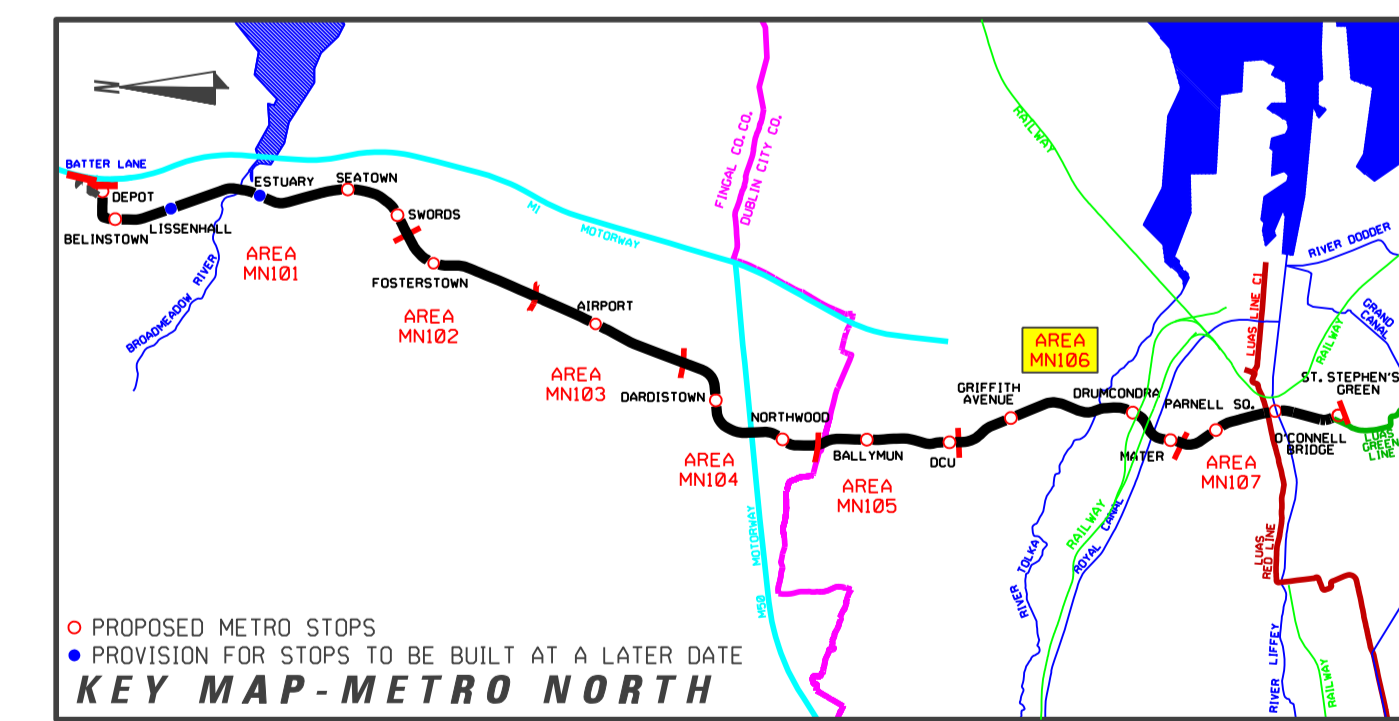 N
BATTER LANE
DEPOT
BELINSTOWN
LISSENHALL
ESTUARY
SEATOWN
SWORDS
BROADMEADOW RIVER
AREA
MN101
FOSTERSTOWN
AREA
MN102
AIRPORT
AREA
MN103
M1
MOTORWAY
FINGAL CO.CO.
DUBLIN CITY CO.
DARDISTOWN
NORTHWOOD
AREA
MN104
MOTORWAY
M50
BALLYMUN
AREA
MN105
DCU
GRIFFITH
AVENUE
AREA
MN106
RAILWAY
DRUMCONDRA
MATER
PARNELL SQ.
AREA
MN107
RIVER TOLKA
RAILWAY
ROYAL CANAL
LUAS LINE C1
RIVER DODDER
GRAND
CANAL
RAILWAY
ST. STEPHEN'S
GREEN
O'CONNELL
BRIDGE
LUAS
GREEN
LINE
LUAS
RED LINE
RIVER LIFFEY
RAILWAY
PROPOSED METRO STOPS
PROVISION FOR STOPS TO BE BUILT AT A LATER DATE
KEY MAP-METRO NORTH